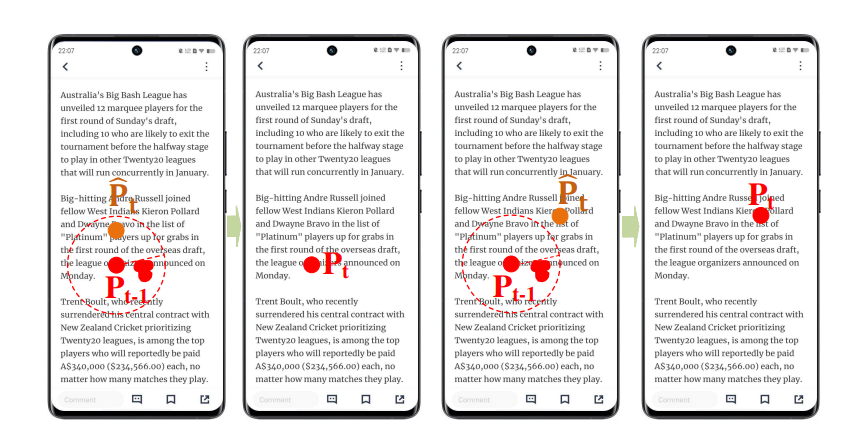 22:07
Australia's Big Bash League has
unveiled 12 marquee players for the
first round of Sunday's draft,
including 10 who are likely to exit the
tournament before the halfway stage
to play in other Twenty20 leagues
that will run concurrently in January.
P̂t
Big-hitting Andre Russell joined
fellow West Indians Kieron Pollard
and Dwayne Bravo in the list of
"Platinum" players up for grabs in
the first round of the overseas draft,
the league organizers announced on
Monday.
Pt-1
Trent Boult, who recently
surrendered his central contract with
New Zealand Cricket prioritizing
Twenty20 leagues, is among the top
players who will reportedly be paid
A$340,000 ($234,566.00) each, no
matter how many matches they play.
Comment
22:07
Australia's Big Bash League has
unveiled 12 marquee players for the
first round of Sunday's draft,
including 10 who are likely to exit the
tournament before the halfway stage
to play in other Twenty20 leagues
that will run concurrently in January.
Big-hitting Andre Russell joined
fellow West Indians Kieron Pollard
and Dwayne Bravo in the list of
"Platinum" players up for grabs in
the first round of the overseas draft,
the league organizers announced on
Monday.
Pt
Trent Boult, who recently
surrendered his central contract with
New Zealand Cricket prioritizing
Twenty20 leagues, is among the top
players who will reportedly be paid
A$340,000 ($234,566.00) each, no
matter how many matches they play.
Comment
22:07
Australia's Big Bash League has
unveiled 12 marquee players for the
first round of Sunday's draft,
including 10 who are likely to exit the
tournament before the halfway stage
to play in other Twenty20 leagues
that will run concurrently in January.
P̂t
Big-hitting Andre Russell joined
fellow West Indians Kieron Pollard
and Dwayne Bravo in the list of
"Platinum" players up for grabs in
the first round of the overseas draft,
the league organizers announced on
Monday.
Pt-1
Trent Boult, who recently
surrendered his central contract with
New Zealand Cricket prioritizing
Twenty20 leagues, is among the top
players who will reportedly be paid
A$340,000 ($234,566.00) each, no
matter how many matches they play.
Comment
22:07
Australia's Big Bash League has
unveiled 12 marquee players for the
first round of Sunday's draft,
including 10 who are likely to exit the
tournament before the halfway stage
to play in other Twenty20 leagues
that will run concurrently in January.
Pt
Big-hitting Andre Russell joined
fellow West Indians Kieron Pollard
and Dwayne Bravo in the list of
"Platinum" players up for grabs in
the first round of the overseas draft,
the league organizers announced on
Monday.
Trent Boult, who recently
surrendered his central contract with
New Zealand Cricket prioritizing
Twenty20 leagues, is among the top
players who will reportedly be paid
A$340,000 ($234,566.00) each, no
matter how many matches they play.
Comment